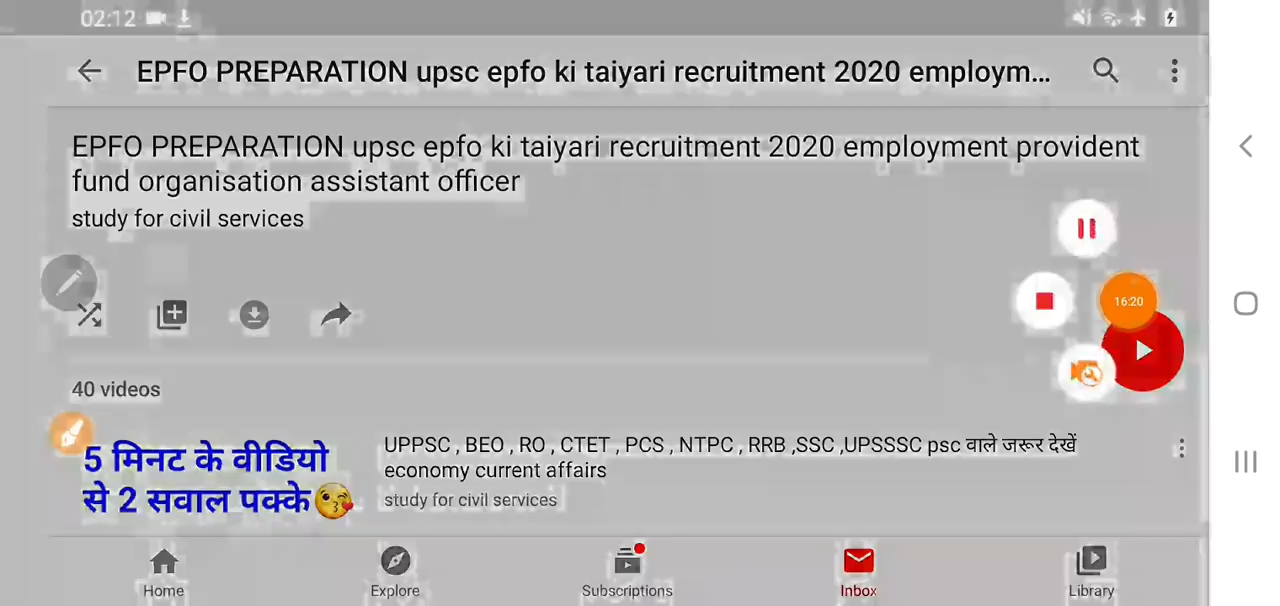 02:12
EPFO PREPARATION upsc epfo ki taiyari recruitment 2020 employm...
EPFO PREPARATION upsc epfo ki taiyari recruitment 2020 employment provident
fund organisation assistant officer
study for civil services
16:20
40 videos
5 मिनट के वीडियो
से 2 सवाल पक्के😘
UPPSC , BEO , RO , CTET , PCS , NTPC , RRB ,SSC ,UPSSSC psc वाले जरूर देखें
economy current affairs
study for civil services
Home Explore Subscriptions Inbox Library